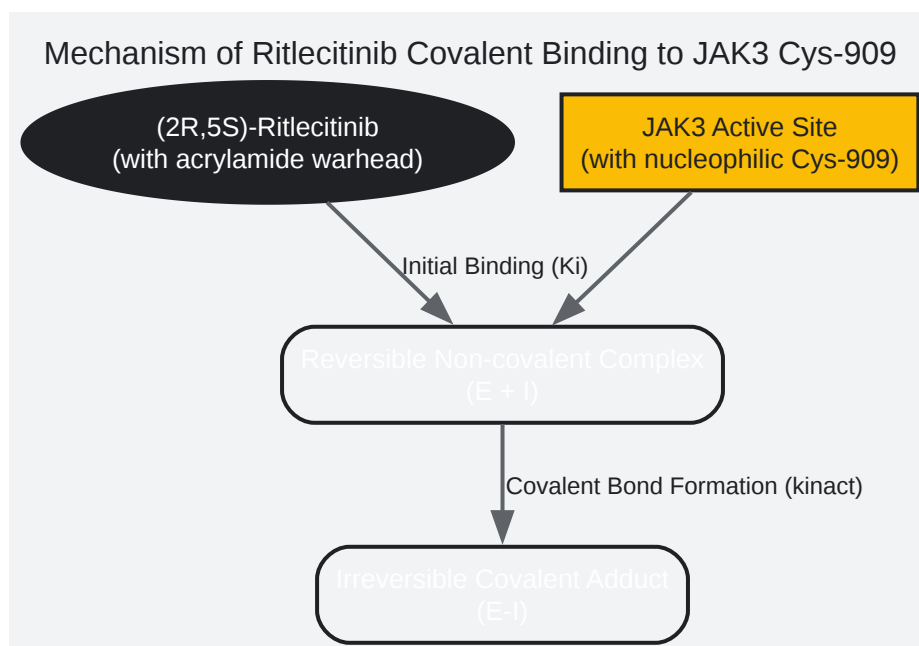 Mechanism of Ritlecitinib Covalent Binding to JAK3 Cys-909
(2R,5S)-Ritlecitinib
(with acrylamide warhead)
JAK3 Active Site
(with nucleophilic Cys-909)
Initial Binding (Ki)
Reversible Non-covalent Complex
(E + I)
Covalent Bond Formation (kinact)
Irreversible Covalent Adduct
(E-I)